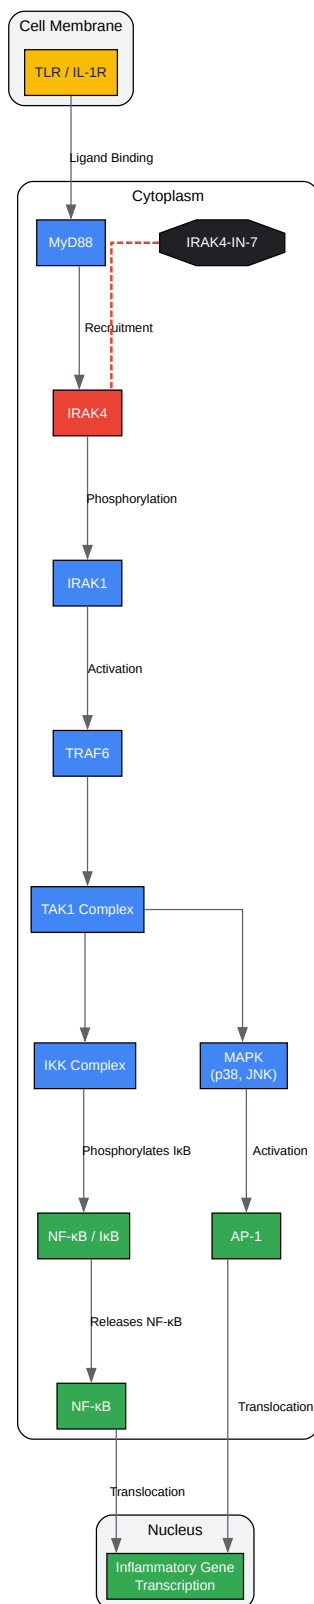 Cell Membrane
TLR / IL-1R
Ligand Binding
Cytoplasm
MyD88
IRAK4-IN-7
Recruitment
IRAK4
Phosphorylation
IRAK1
Activation
TRAF6
TAK1 Complex
IKK Complex
MAPK
(p38, JNK)
Phosphorylates IκB
Activation
NF-κB / IκB
AP-1
Releases NF-κB
NF-κB
Translocation
Translocation
Nucleus
Inflammatory Gene
Transcription